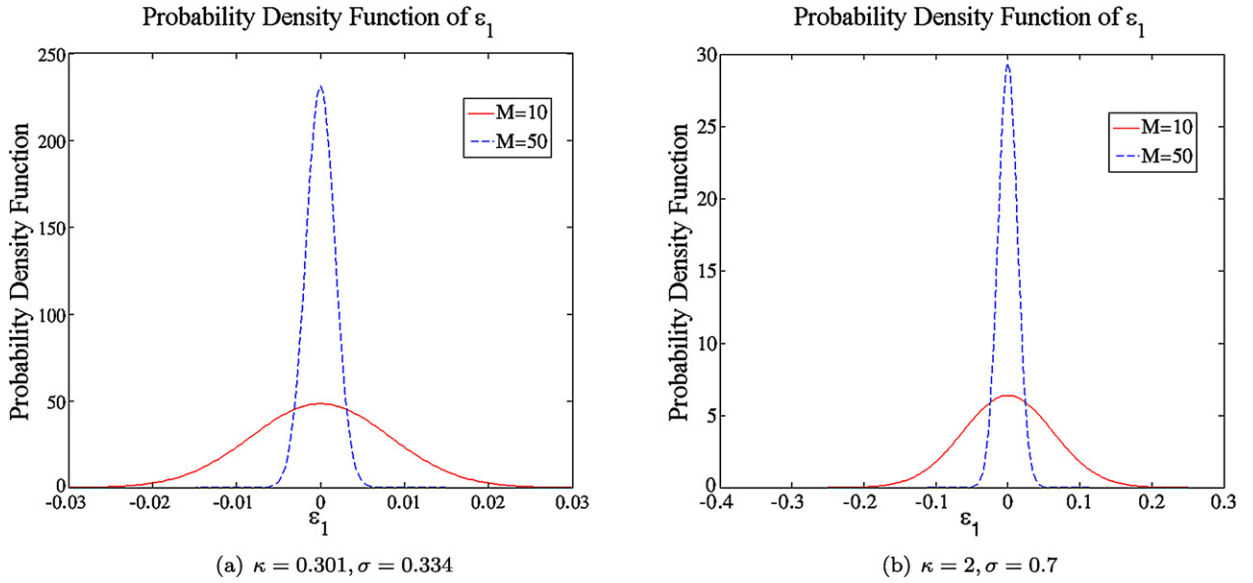 Probability Density Function of ε1
Probability Density Function
250
200
150
100
50
0
-0.03
-0.02
-0.01
0
0.01
0.02
0.03
ε1
M=10
M=50
(a) κ = 0.301, σ = 0.334
Probability Density Function of ε1
Probability Density Function
30
25
20
15
10
5
0
-0.4
-0.3
-0.2
-0.1
0
0.1
0.2
0.3
ε1
M=10
M=50
(b) κ = 2, σ = 0.7